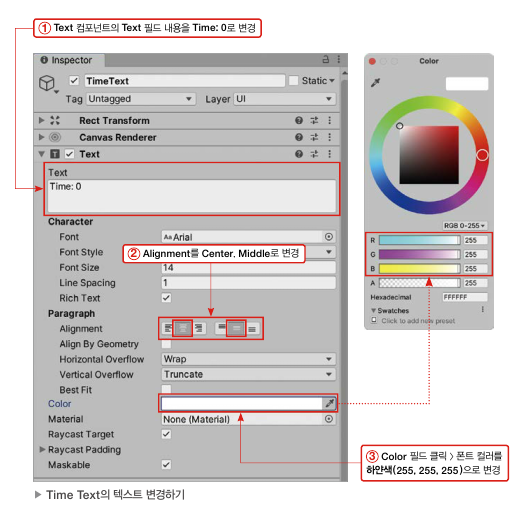 ① Text 컴포넌트의 Text 필드 내용을 Time: 0로 변경
Inspector
TimeText
Static
Tag Untagged
Layer UI
Rect Transform
Canvas Renderer
Text
Text
Time: 0
Character
Font
Aa Arial
Font Style
② Alignment를 Center, Middle로 변경
Font Size
14
Line Spacing
1
Rich Text
Paragraph
Alignment
Align By Geometry
Horizontal Overflow
Wrap
Vertical Overflow
Truncate
Best Fit
Color
Material
None (Material)
Raycast Target
Raycast Padding
Maskable
Color
RGB 0-255
R 255
G 255
B 255
A 255
Hexadecimal FFFFFF
Swatches
Click to add new preset
③ Color 필드 클릭 > 폰트 컬러를
하얀색(255, 255, 255)으로 변경
▶ Time Text의 텍스트 변경하기